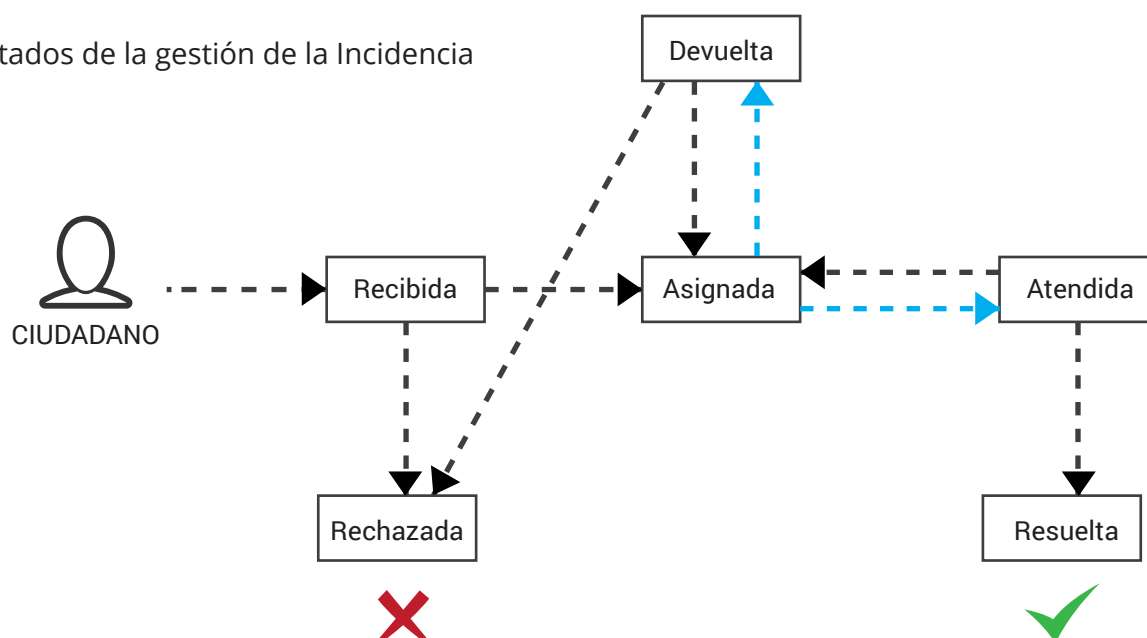 tados de la gestión de la Incidencia
Devuelta
Recibida
Asignada
Atendida
CIUDADANO
Rechazada
Resuelta